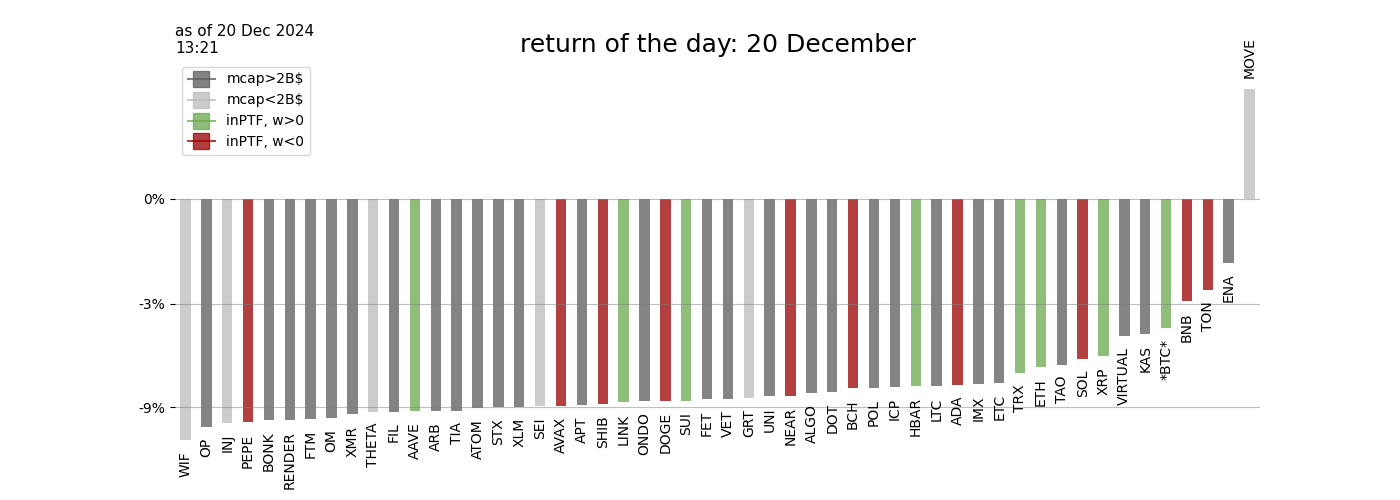 as of 20 Dec 2024
13:21
return of the day: 20 December
mcap>2B$
mcap<2B$
inPTF, w>0
inPTF, w<0
0%
-3%
-9%
WIF
OP
INJ
PEPE
BONK
RENDER
FTM
OM
XMR
THETA
FIL
AAVE
ARB
TIA
ATOM
STX
XLM
SEI
AVAX
APT
SHIB
LINK
ONDO
DOGE
SUI
FET
VET
GRT
UNI
NEAR
ALGO
DOT
BCH
POL
ICP
HBAR
LTC
ADA
IMX
ETC
TRX
ETH
TAO
SOL
XRP
VIRTUAL
KAS
*BTC*
BNB
TON
ENA
MOVE